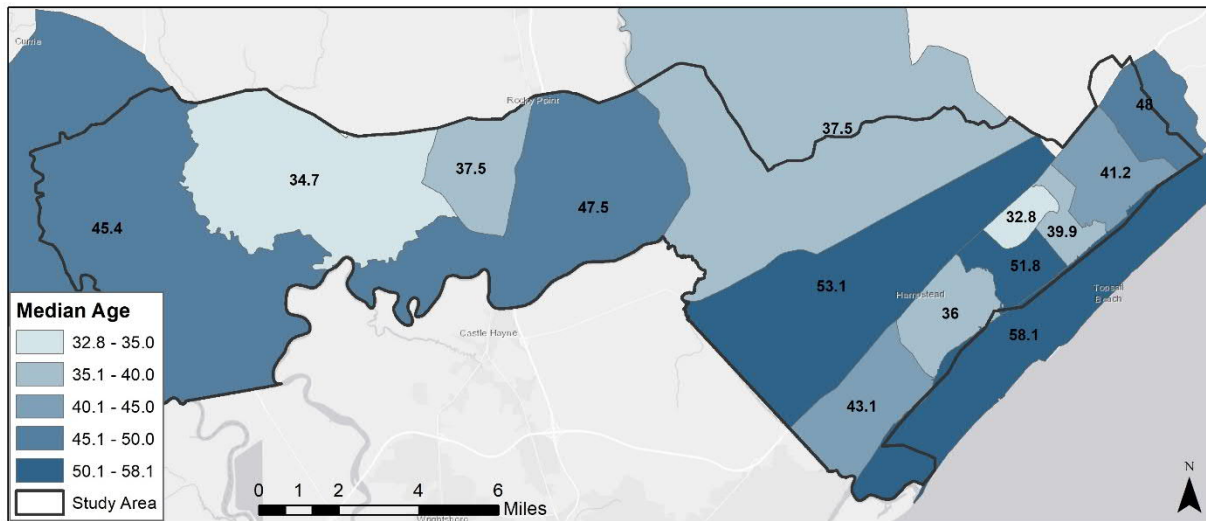 Currie
Rocky Point
48
37.5
41.2
34.7
37.5
45.4
47.5
32.8
39.9
51.8
53.1
Hampstead
Topsail
Beach
36
58.1
Castle Hayne
43.1
Wrightsboro
Median Age
32.8 - 35.0
35.1 - 40.0
40.1 - 45.0
45.1 - 50.0
50.1 - 58.1
Study Area
0 1 2 4 6
Miles
N